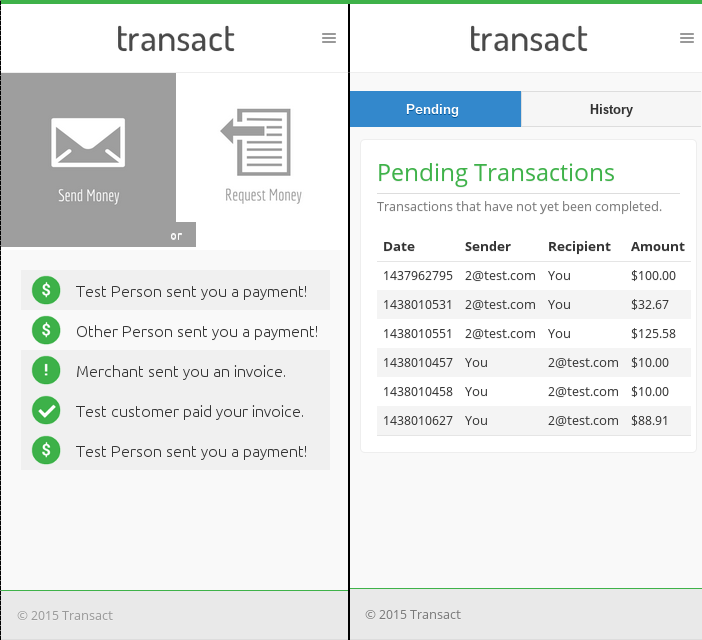 transact
Send Money
Request Money
or
$ Test Person sent you a payment!
$ Other Person sent you a payment!
! Merchant sent you an invoice.
Test customer paid your invoice.
$ Test Person sent you a payment!
© 2015 Transact
transact
Pending History
Pending Transactions
Transactions that have not yet been completed.
Date Sender Recipient Amount
1437962795 2@test.com You $100.00
1438010531 2@test.com You $32.67
1438010551 2@test.com You $125.58
1438010457 You 2@test.com $10.00
1438010458 You 2@test.com $10.00
1438010627 You 2@test.com $88.91
© 2015 Transact